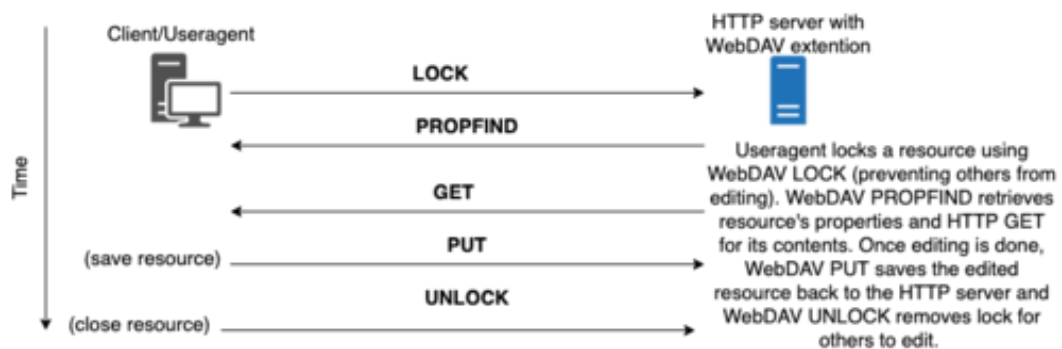 Client/Useragent
HTTP server with
WebDAV extention
LOCK
PROPFIND
Time
Useragent locks a resource using
WebDAV LOCK (preventing others from
editing). WebDAV PROPFIND retrieves
resource's properties and HTTP GET
for its contents. Once editing is done,
WebDAV PUT saves the edited
resource back to the HTTP server and
WebDAV UNLOCK removes lock for
others to edit.
GET
(save resource)
PUT
UNLOCK
(close resource)